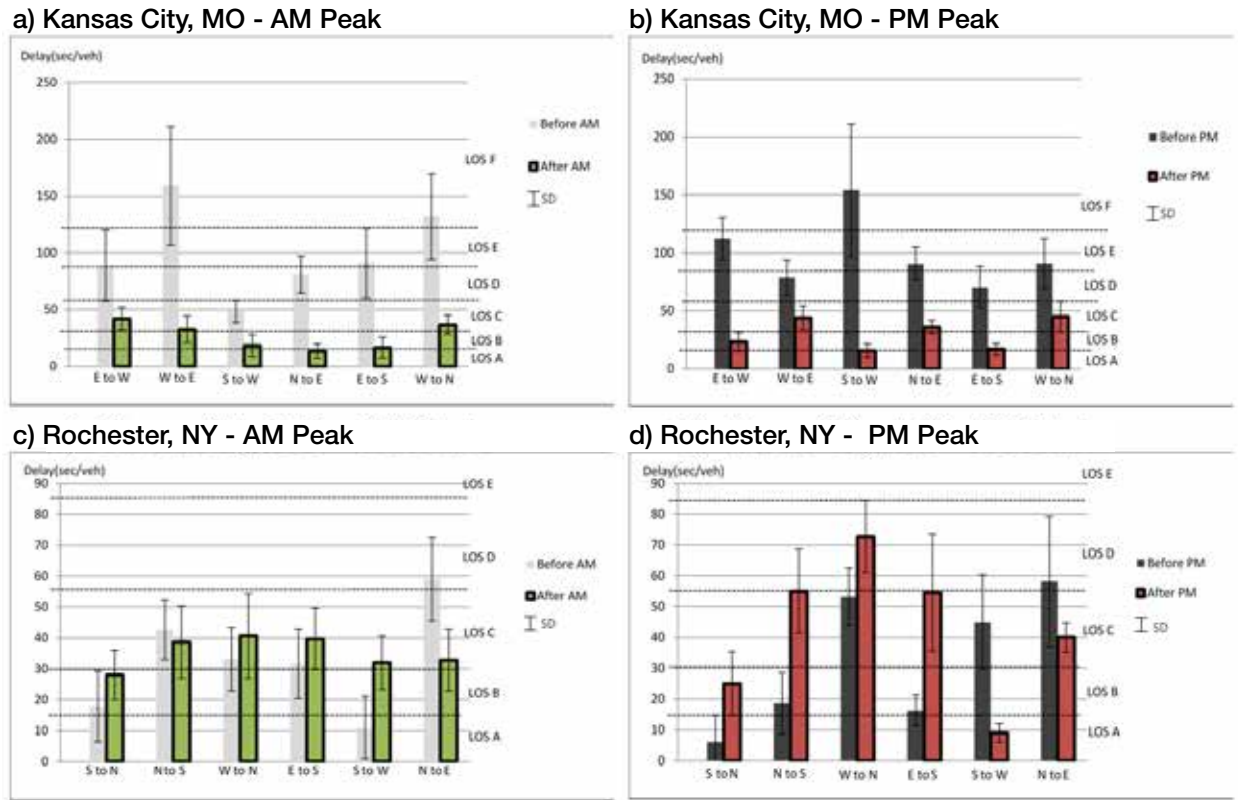 a) Kansas City, MO - AM Peak
Delay(sec/veh)
250
200
150
100
50
0
LOS F
LOS E
LOS D
LOS C
LOS B
LOS A
E to W W to E S to W N to E E to S W to N
Before AM
After AM
SD
b) Kansas City, MO - PM Peak
Delay(sec/veh)
250
200
150
100
50
0
LOS F
LOS E
LOS D
LOS C
LOS B
LOS A
E to W W to E S to W N to E E to S W to N
Before PM
After PM
SD
c) Rochester, NY - AM Peak
Delay(sec/veh)
90
80
70
60
50
40
30
20
10
0
LOS E
LOS D
LOS C
LOS B
LOS A
S to N N to S W to N E to S S to W N to E
Before AM
After AM
SD
d) Rochester, NY - PM Peak
Delay(sec/veh)
90
80
70
60
50
40
30
20
10
0
LOS E
LOS D
LOS C
LOS B
LOS A
S to N N to S W to N E to S S to W N to E
Before PM
After PM
SD